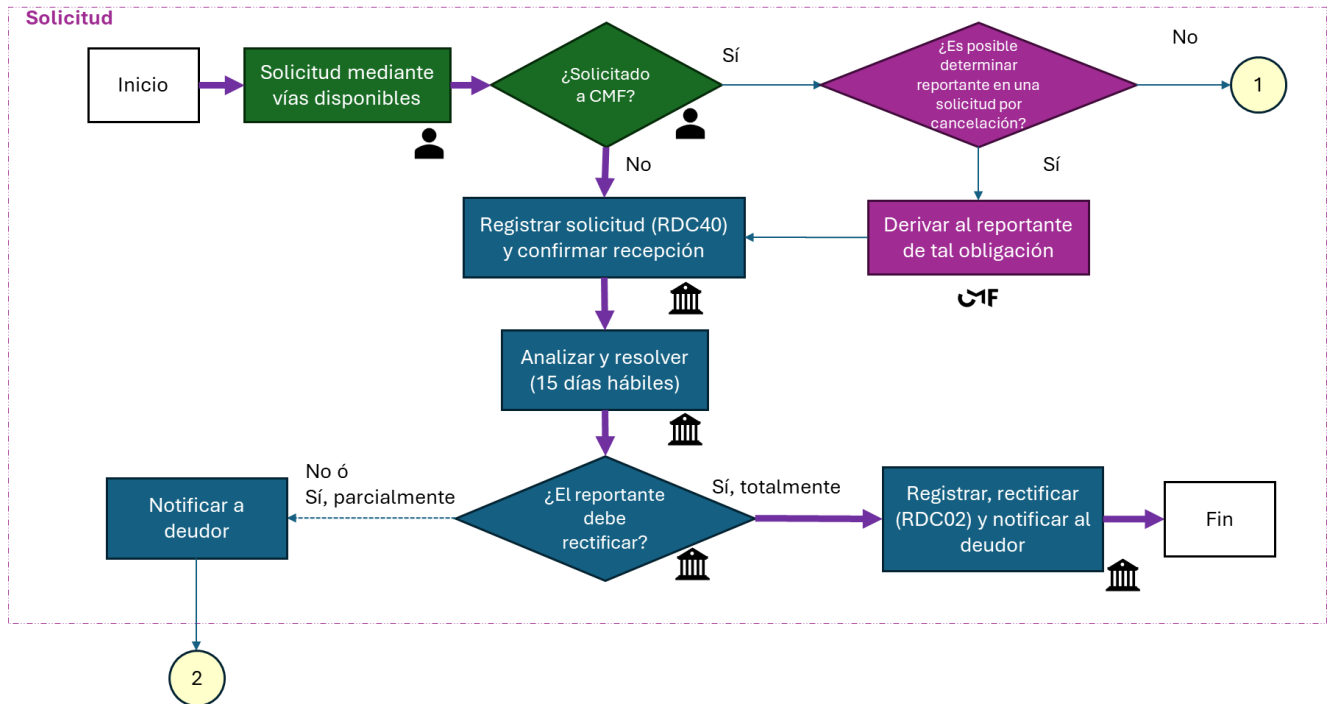 Solicitud
Inicio
Solicitud mediante
vías disponibles
¿Solicitado
a CMF?
Sí
¿Es posible
determinar
reportante en una
solicitud por
cancelación?
No
1
No
Sí
Registrar solicitud (RDC40)
y confirmar recepción
Derivar al reportante
de tal obligación
CMF
Analizar y resolver
(15 días hábiles)
Notificar a
deudor
No ó
Sí, parcialmente
¿El reportante
debe
rectificar?
Sí, totalmente
Registrar, rectificar
(RDC02) y notificar al
deudor
Fin
2